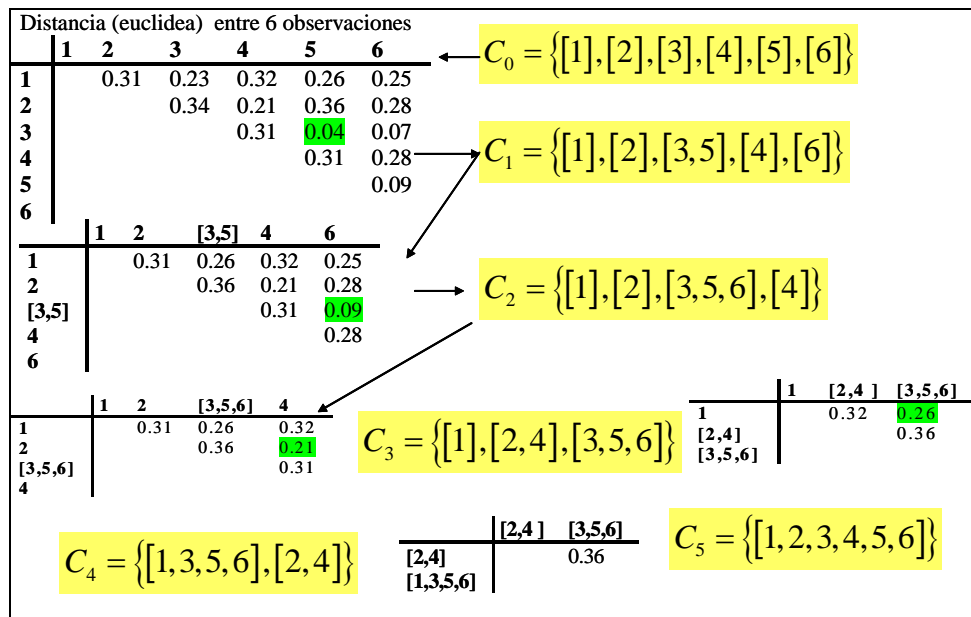 Distancia (euclidea) entre 6 observaciones
1 2 3 4 5 6
1 0.31 0.23 0.32 0.26 0.25
2 0.34 0.21 0.36 0.28
3 0.31 0.04 0.07
4 0.31 0.28
5 0.09
6
C₀ = {[1],[2],[3],[4],[5],[6]}
C₁ = {[1],[2],[3,5],[4],[6]}
1 2 [3,5] 4 6
1 0.31 0.26 0.32 0.25
2 0.36 0.21 0.28
[3,5] 0.31 0.09
4 0.28
6
C₂ = {[1],[2],[3,5,6],[4]}
1 2 [3,5,6] 4
1 0.31 0.26 0.32
2 0.36 0.21
[3,5,6] 0.31
4
C₃ = {[1],[2,4],[3,5,6]}
1 [2,4 ] [3,5,6]
1 0.32 0.26
[2,4] 0.36
[3,5,6]
C₄ = {[1,3,5,6],[2,4]}
[2,4 ] [3,5,6]
[2,4] 0.36
[1,3,5,6]
C₅ = {[1,2,3,4,5,6]}